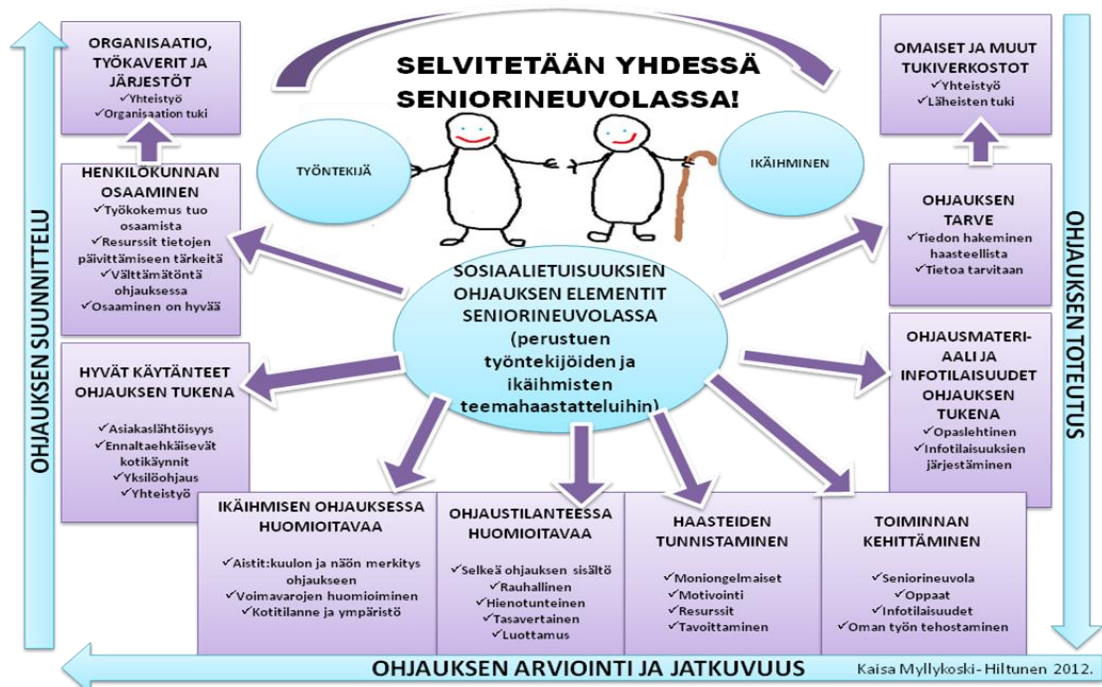 SELVITETÄÄN YHDESSÄ
SENIORINEUVOLASSA!
TYÖNTEKIJÄ
IKÄIHMINEN
ORGANISAATIO,
TYÖKAVERIT JA
JÄRJESTÖT
✓Yhteistyö
✓Organisaation tuki
HENKILÖKUNNAN
OSAAMINEN
✓Työkokemus tuo
osaamista
✓Resurssit tietojen
päivittämiseen tärkeitä
✓Välttämätöntä
ohjauksessa
✓Osaaminen on hyvää
HYVÄT KÄYTÄNTEET
OHJAUKSEN TUKENA
✓Asiakaslähtöisyys
✓Ennaltaehkäisevät
kotikäynnit
✓Yksilöohjaus
✓Yhteistyö
SOSIAALIETUISUUKSIEN
OHJAUKSEN ELEMENTIT
SENIORINEUVOLASSA
(perustuen
työntekijöiden ja
ikäihmisten
teemahaastatteluihin)
OMAISET JA MUUT
TUKIVERKOSTOT
✓Yhteistyö
✓Läheisten tuki
OHJAUKSEN
TARVE
✓Tiedon hakeminen
haasteellista
✓Tietoa tarvitaan
OHJAUSMATERI-
AALI JA
INFOTILAISUUDET
OHJAUKSEN
TUKENA
✓Opaslehtinen
✓Infotilaisuuksien
järjestäminen
IKÄIHMISEN OHJAUKSESSA
HUOMIOITAVAA
✓Aistit:kuulon ja näön merkitys
ohjaukseen
✓Voimavarojen huomioiminen
✓Kotitilanne ja ympäristö
OHJAUSTILANTEESSA
HUOMIOITAVAA
✓Selkeä ohjauksen sisältö
✓Rauhallinen
✓Hienotunteinen
✓Tasavertainen
✓Luottamus
HAASTEIDEN
TUNNISTAMINEN
✓Moniongelmaiset
✓Motivointi
✓Resurssit
✓Tavoittaminen
TOIMINNAN
KEHITTÄMINEN
✓Seniorineuvola
✓Oppaat
✓Infotilaisuudet
✓Oman työn tehostaminen
OHJAUKSEN SUUNNITTELU
OHJAUKSEN TOTEUTUS
OHJAUKSEN ARVIOINTI JA JATKUVUUS
Kaisa Myllykoski- Hiltunen 2012.